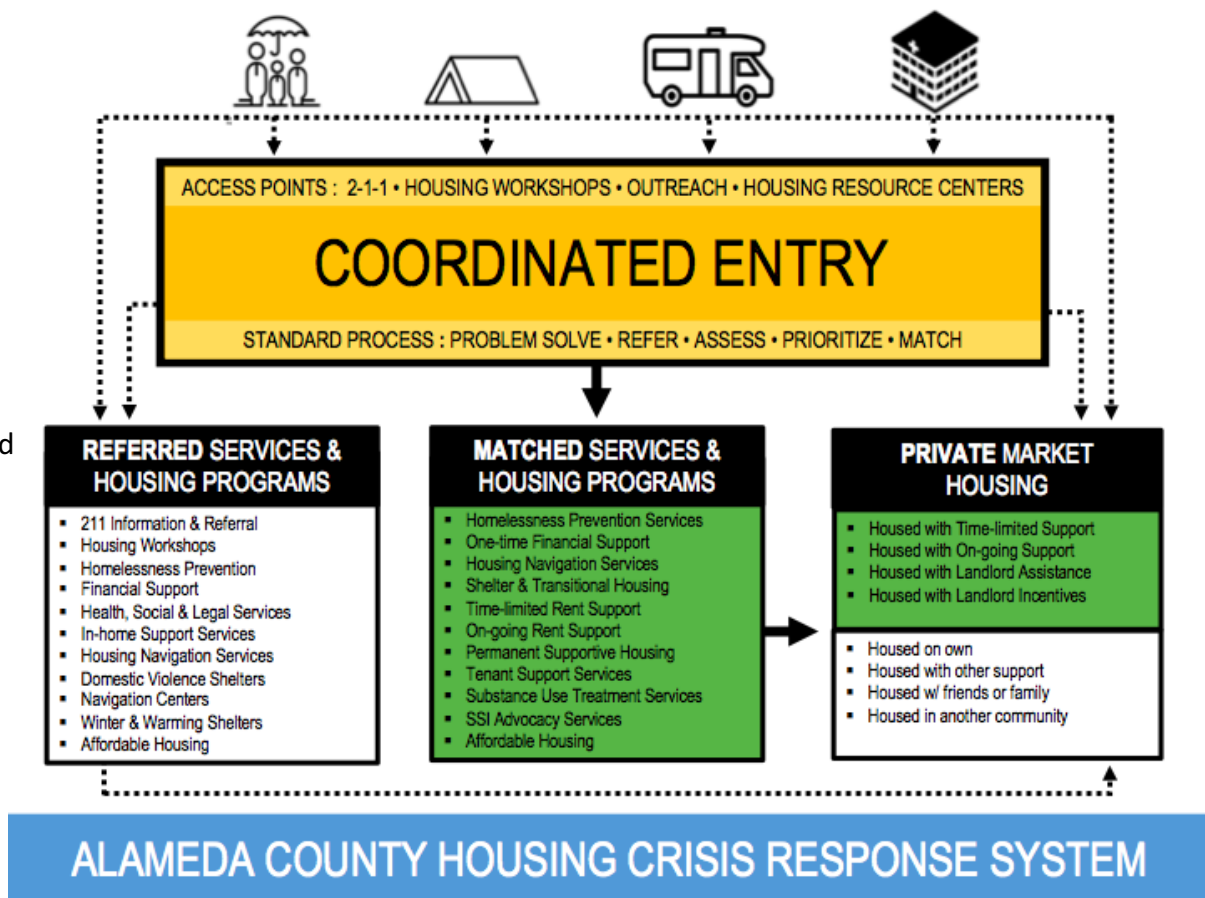 ACCESS POINTS : 2-1-1 • HOUSING WORKSHOPS • OUTREACH • HOUSING RESOURCE CENTERS
COORDINATED ENTRY
STANDARD PROCESS : PROBLEM SOLVE • REFER • ASSESS • PRIORITIZE • MATCH
d
REFERRED SERVICES &
HOUSING PROGRAMS
▪ 211 Information & Referral
▪ Housing Workshops
▪ Homelessness Prevention
▪ Financial Support
▪ Health, Social & Legal Services
▪ In-home Support Services
▪ Housing Navigation Services
▪ Domestic Violence Shelters
▪ Navigation Centers
▪ Winter & Warming Shelters
▪ Affordable Housing
MATCHED SERVICES &
HOUSING PROGRAMS
▪ Homelessness Prevention Services
▪ One-time Financial Support
▪ Housing Navigation Services
▪ Shelter & Transitional Housing
▪ Time-limited Rent Support
▪ On-going Rent Support
▪ Permanent Supportive Housing
▪ Tenant Support Services
▪ Substance Use Treatment Services
▪ SSI Advocacy Services
▪ Affordable Housing
PRIVATE MARKET
HOUSING
▪ Housed with Time-limited Support
▪ Housed with On-going Support
▪ Housed with Landlord Assistance
▪ Housed with Landlord Incentives
▪ Housed on own
▪ Housed with other support
▪ Housed w/ friends or family
▪ Housed in another community
ALAMEDA COUNTY HOUSING CRISIS RESPONSE SYSTEM